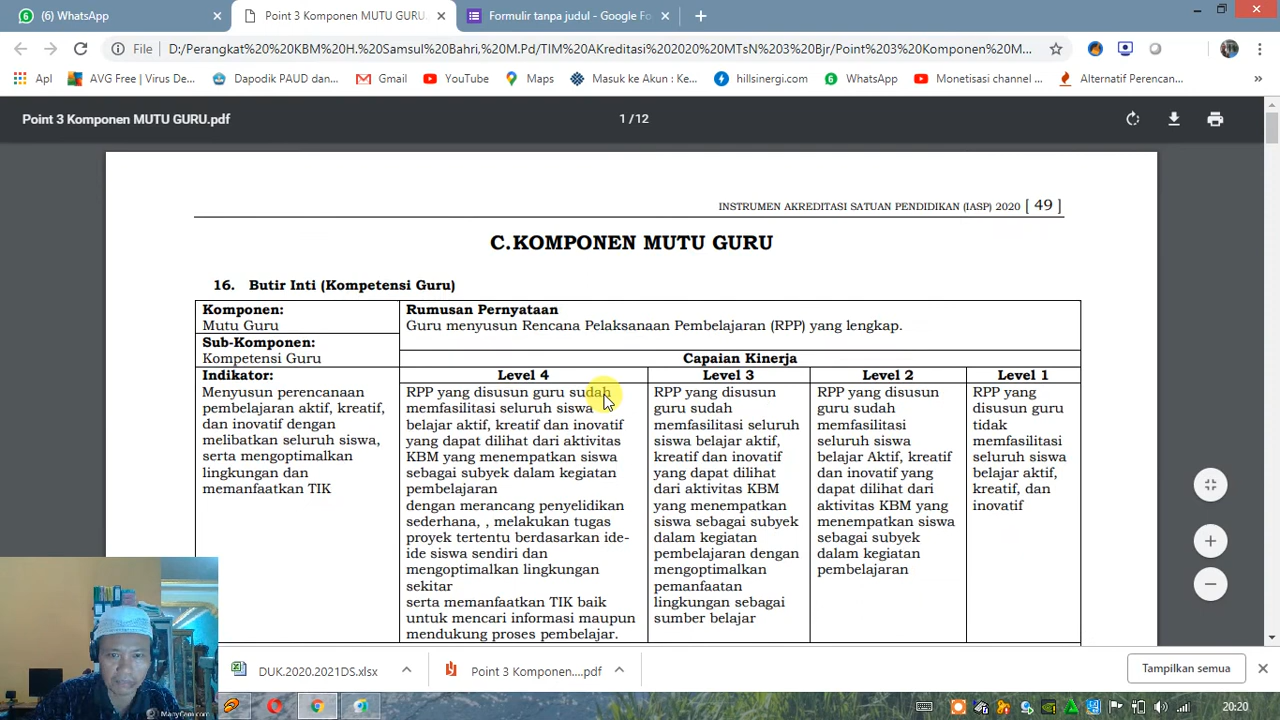 (6) WhatsApp
Point 3 Komponen MUTU GURU.
Formulir tanpa judul - Google Fo
File
D:/Perangkat%20%20KBM%20H.%20Samsul%20Bahri,%20M.Pd/TIM%20AKreditasi%202020%20MTsN%203%20Bjr/Point%203%20Komponen%20M...
Apl
AVG Free | Virus De...
Dapodik PAUD dan...
Gmail
YouTube
Maps
Masuk ke Akun : Ke...
hillsinergi.com
WhatsApp
Monetisasi channel ...
Alternatif Perencan...
»
Point 3 Komponen MUTU GURU.pdf
1 / 12
INSTRUMEN AKREDITASI SATUAN PENDIDIKAN (IASP) 2020 [ 49 ]
C.KOMPONEN MUTU GURU
16. Butir Inti (Kompetensi Guru)
Komponen:
Mutu Guru
Rumusan Pernyataan
Guru menyusun Rencana Pelaksanaan Pembelajaran (RPP) yang lengkap.
Sub-Komponen:
Kompetensi Guru
Capaian Kinerja
Indikator:
Menyusun perencanaan
pembelajaran aktif, kreatif,
dan inovatif dengan
melibatkan seluruh siswa,
serta mengoptimalkan
lingkungan dan
memanfaatkan TIK
Level 4
RPP yang disusun guru sudah
memfasilitasi seluruh siswa
belajar aktif, kreatif dan inovatif
yang dapat dilihat dari aktivitas
KBM yang menempatkan siswa
sebagai subyek dalam kegiatan
pembelajaran
dengan merancang penyelidikan
sederhana, , melakukan tugas
proyek tertentu berdasarkan ide-
ide siswa sendiri dan
mengoptimalkan lingkungan
sekitar
serta memanfaatkan TIK baik
untuk mencari informasi maupun
mendukung proses pembelajar.
Level 3
RPP yang disusun
guru sudah
memfasilitasi seluruh
siswa belajar aktif,
kreatif dan inovatif
yang dapat dilihat
dari aktivitas KBM
yang menempatkan
siswa sebagai subyek
dalam kegiatan
pembelajaran dengan
mengoptimalkan
pemanfaatan
lingkungan sebagai
sumber belajar
Level 2
RPP yang disusun
guru sudah
memfasilitasi
seluruh siswa
belajar Aktif, kreatif
dan inovatif yang
dapat dilihat dari
aktivitas KBM yang
menempatkan siswa
sebagai subyek
dalam kegiatan
pembelajaran
Level 1
RPP yang
disusun guru
tidak
memfasilitasi
seluruh siswa
belajar aktif,
kreatif, dan
inovatif
DUK.2020.2021DS.xlsx
Point 3 Komponen....pdf
Tampilkan semua
ManyCam.com
20:20